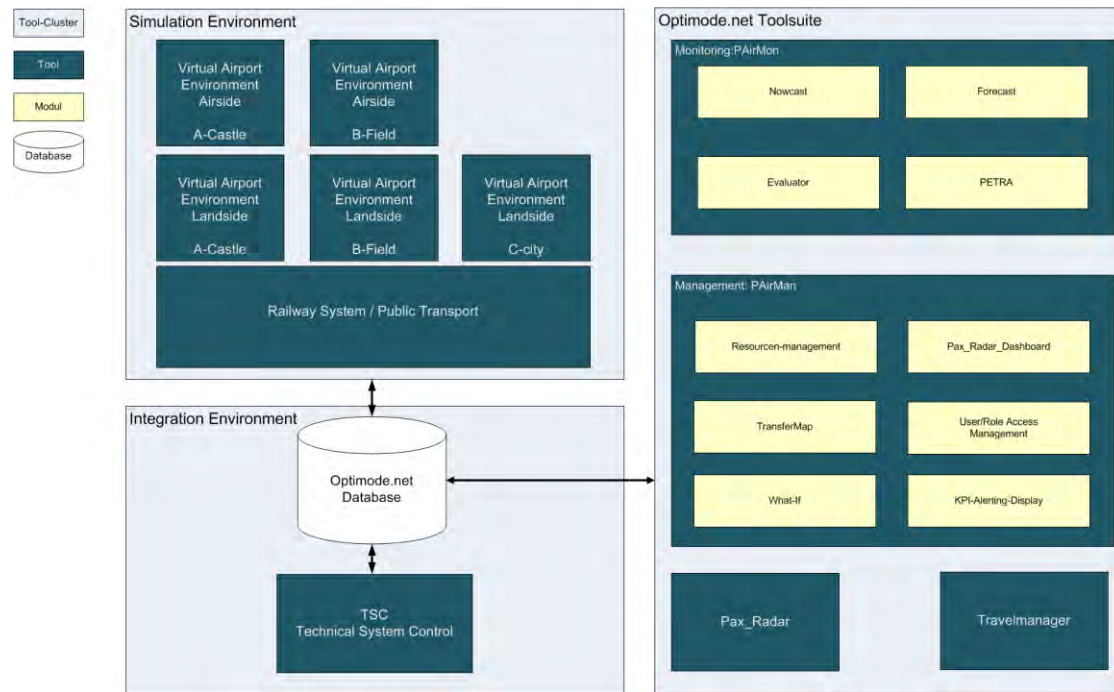 Tool-Cluster
Tool
Modul
Database
Simulation Environment
Virtual Airport
Environment
Airside
A-Castle
Virtual Airport
Environment
Airside
B-Field
Virtual Airport
Environment
Landside
A-Castle
Virtual Airport
Environment
Landside
B-Field
Virtual Airport
Environment
Landside
C-city
Railway System / Public Transport
Integration Environment
Optimode.net
Database
TSC
Technical System Control
Optimode.net Toolsuite
Monitoring:PAirMon
Nowcast
Forecast
Evaluator
PETRA
Management: PAirMan
Resourcen-management
Pax_Radar_Dashboard
TransferMap
User/Role Access
Management
What-If
KPI-Alerting-Display
Pax_Radar
Travelmanager